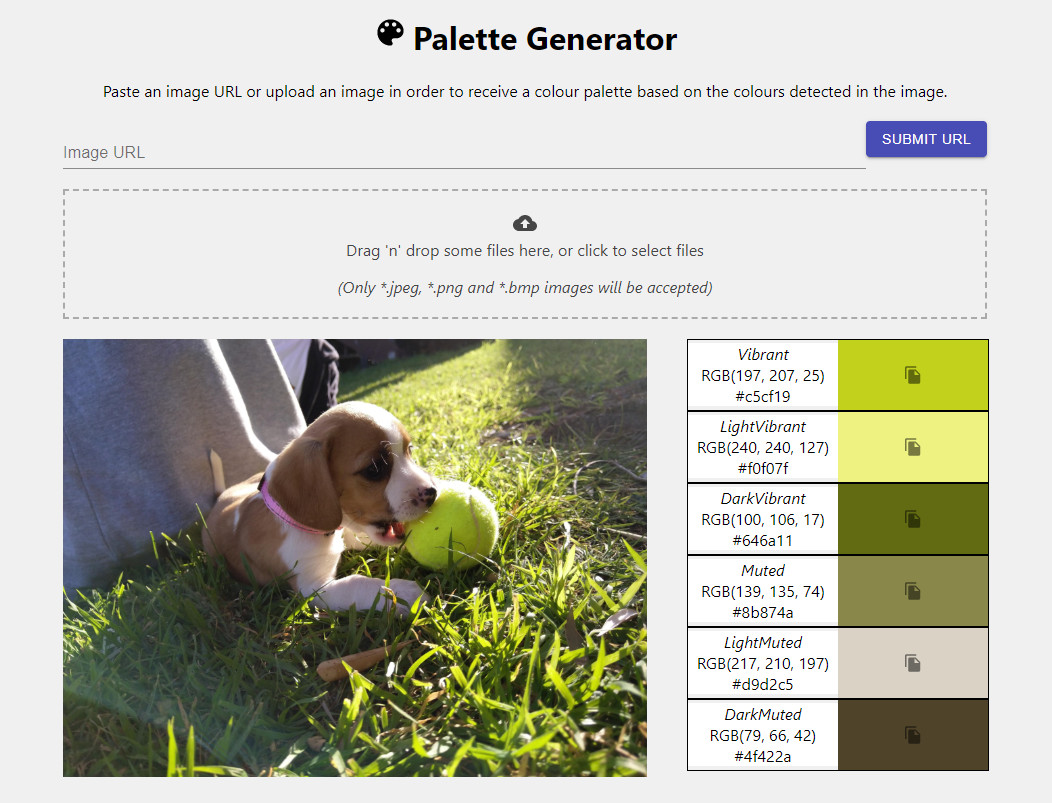 Palette Generator
Paste an image URL or upload an image in order to receive a colour palette based on the colours detected in the image.
Image URL
SUBMIT URL
Drag 'n' drop some files here, or click to select files
(Only *.jpeg, *.png and *.bmp images will be accepted)
Vibrant
RGB(197, 207, 25)
#c5cf19
LightVibrant
RGB(240, 240, 127)
#f0f07f
DarkVibrant
RGB(100, 106, 17)
#646a11
Muted
RGB(139, 135, 74)
#8b874a
LightMuted
RGB(217, 210, 197)
#d9d2c5
DarkMuted
RGB(79, 66, 42)
#4f422a